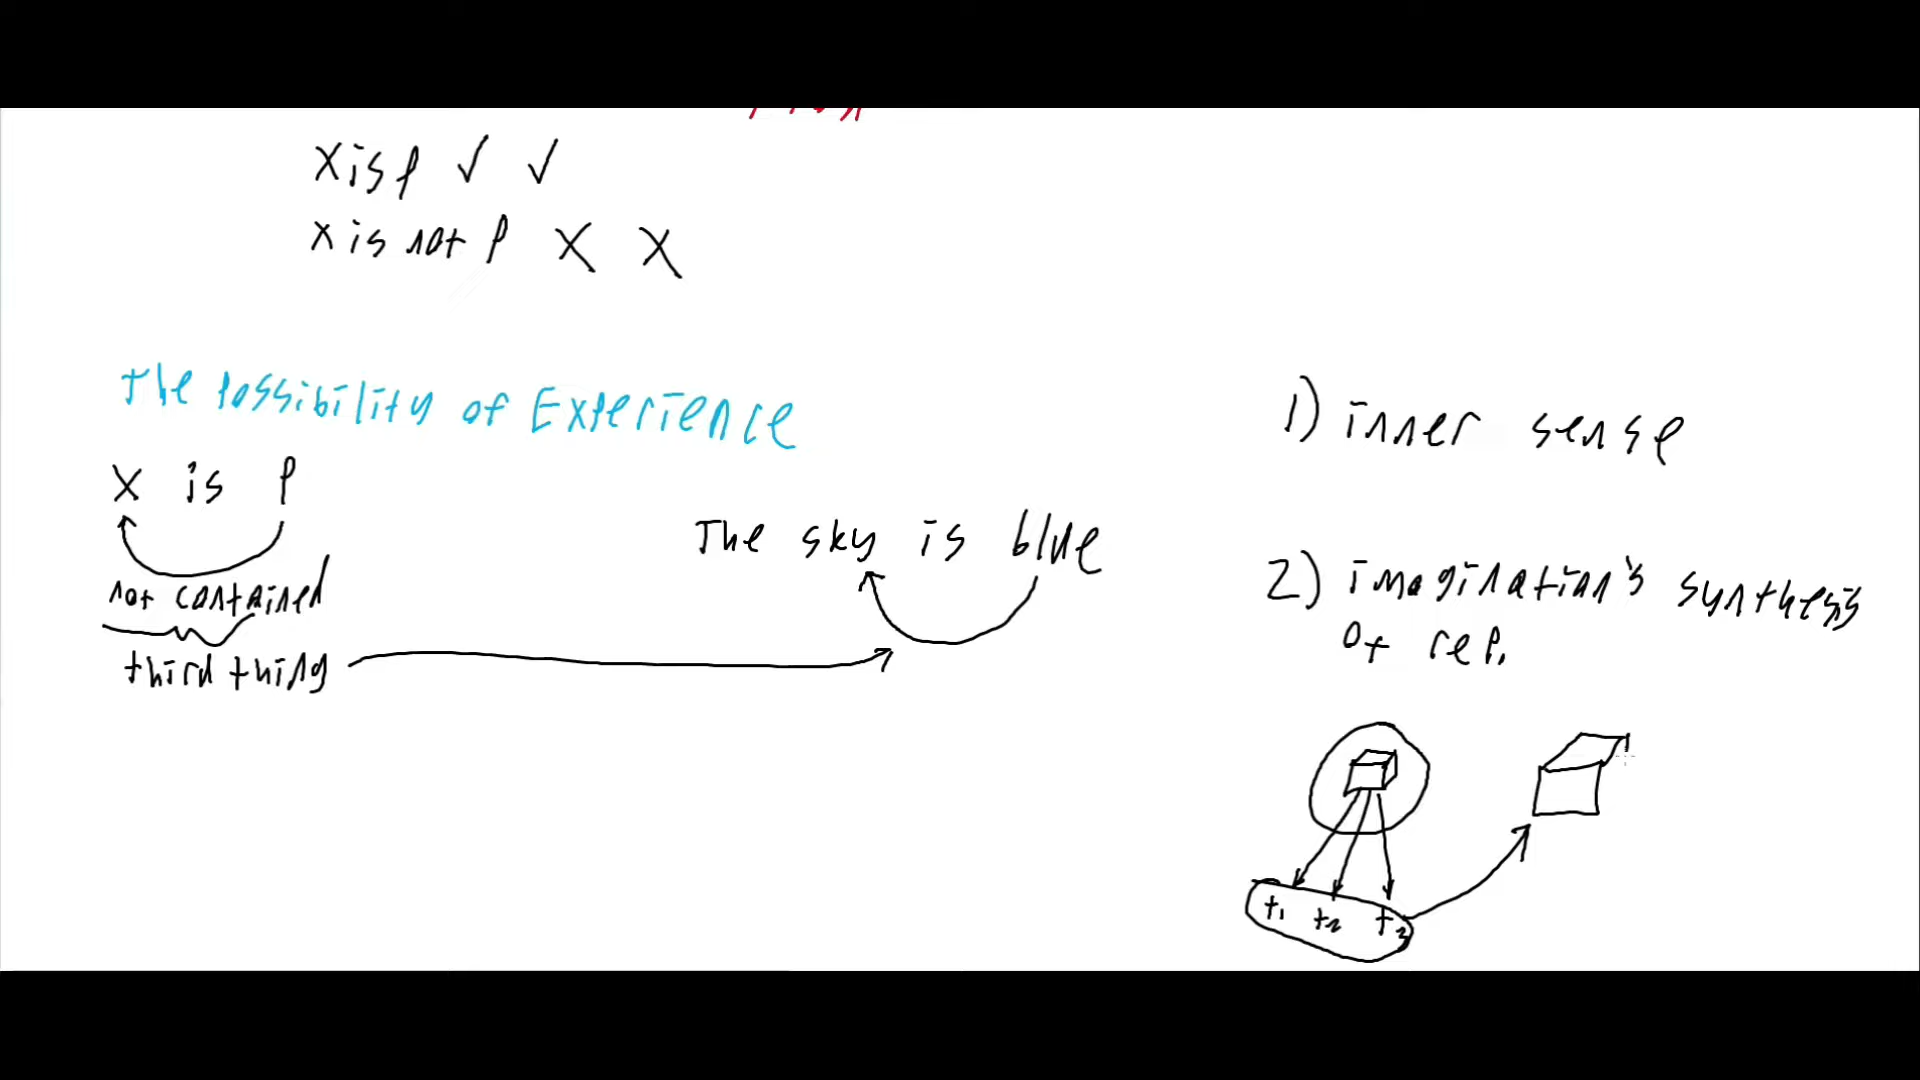 X is P ✓ ✓
X is not P X X
The Possibility of Experience
X is P
not contained
third thing
The sky is blue
1) inner sense
2) imagination's synthesis
of rep.
t1 t2 t3